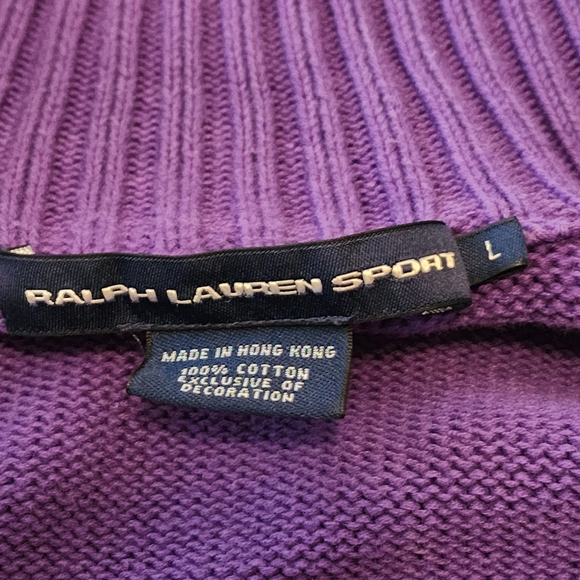 RALPH LAUREN SPORT
L
MADE IN HONG KONG
100% COTTON
EXCLUSIVE OF
DECORATION